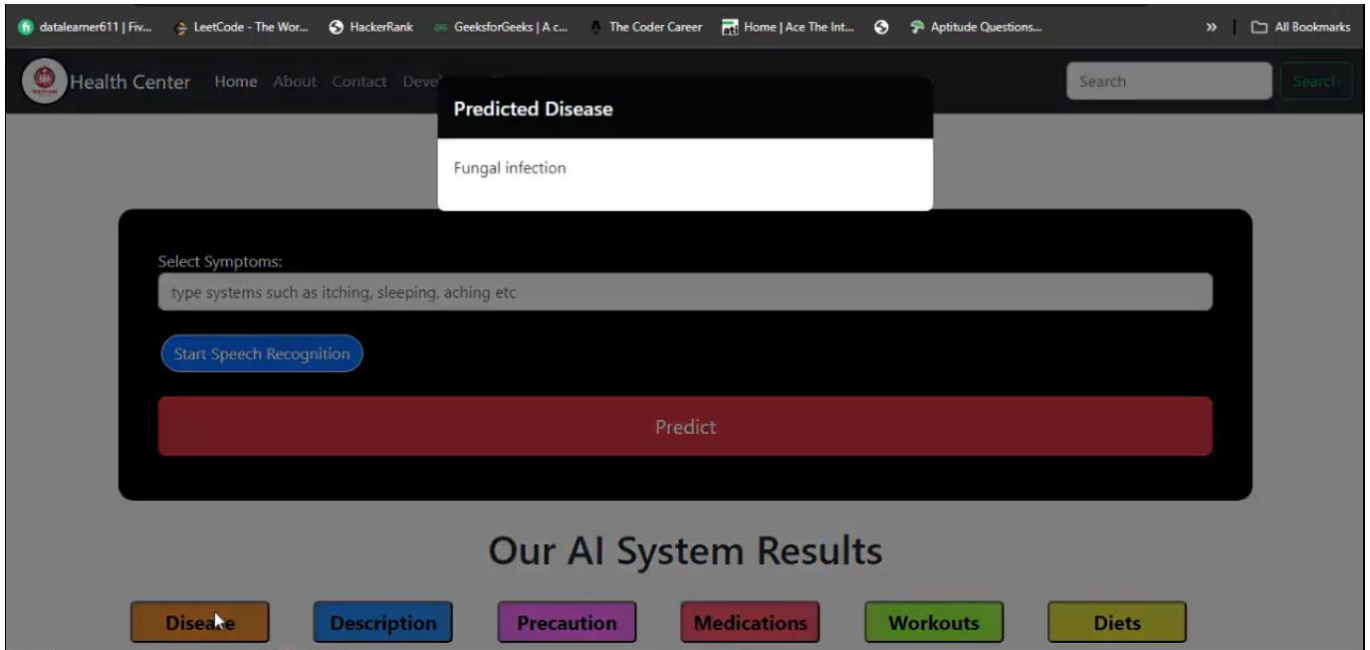 datalearner611 | Fiv... LeetCode - The Wor... HackerRank GeeksforGeeks | A c... The Coder Career Home | Ace The Int... Aptitude Questions... » All Bookmarks
Health Center Home About Contact Search Search
Predicted Disease
Fungal infection
Select Symptoms:
type systems such as itching, sleeping, aching etc
Start Speech Recognition
Predict
Our AI System Results
Disease Description Precaution Medications Workouts Diets